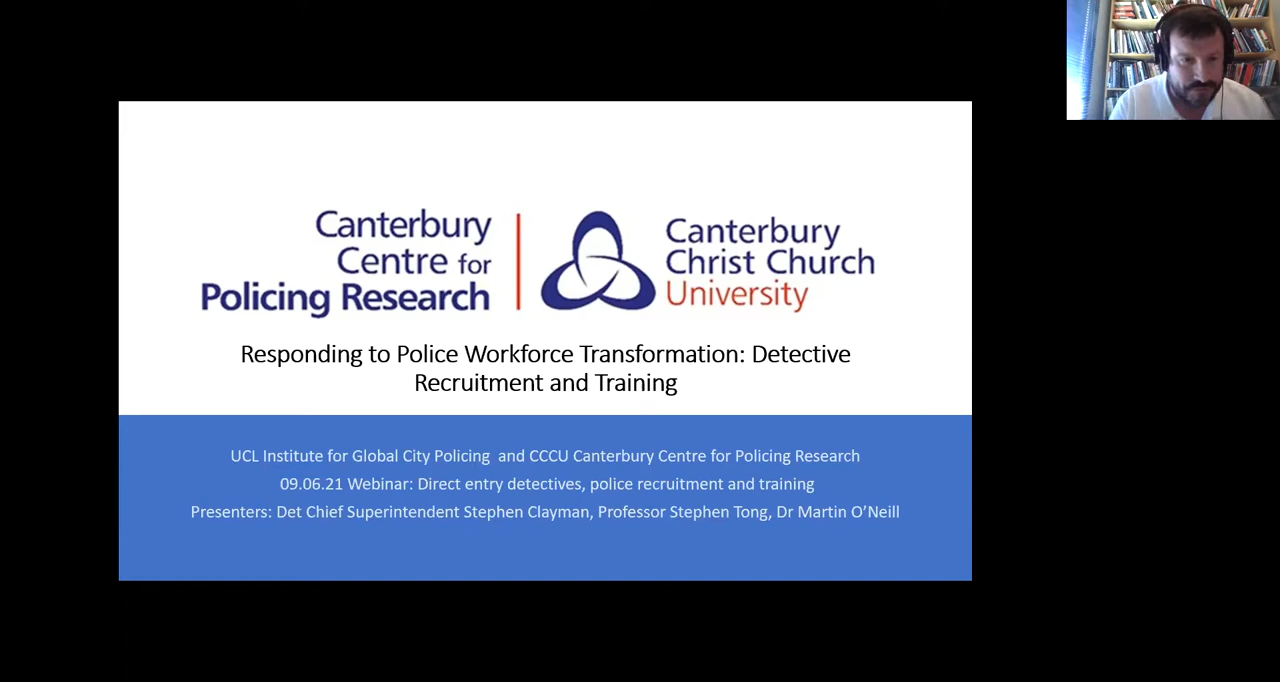 Canterbury
Centre for
Policing Research
Canterbury
Christ Church
University
Responding to Police Workforce Transformation: Detective
Recruitment and Training
UCL Institute for Global City Policing and CCCU Canterbury Centre for Policing Research
09.06.21 Webinar: Direct entry detectives, police recruitment and training
Presenters: Det Chief Superintendent Stephen Clayman, Professor Stephen Tong, Dr Martin O’Neill